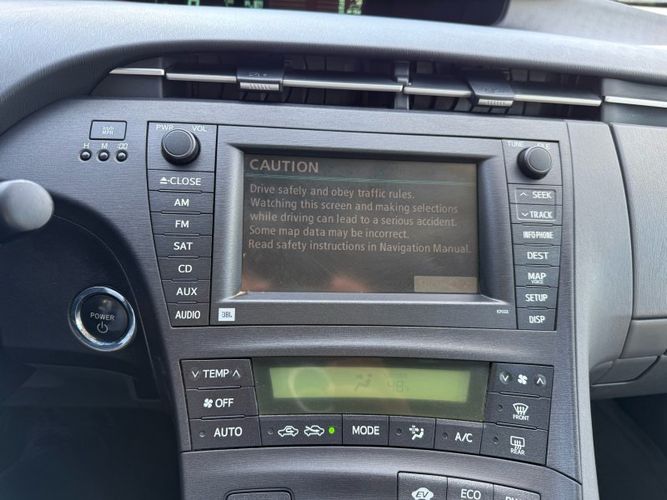 MPH
H M :00
PWR VOL
CLOSE
AM
FM
SAT
CD
AUX
AUDIO
JBL
CAUTION
Drive safely and obey traffic rules.
Watching this screen and making selections
while driving can lead to a serious accident.
Some map data may be incorrect.
Read safety instructions in Navigation Manual.
TUNE
SEEK
TRACK
INFO/PHONE
DEST
MAP
VOICE
SETUP
DISP
POWER
TEMP
OFF
AUTO
MODE
A/C
FRONT
REAR
EV
ECO